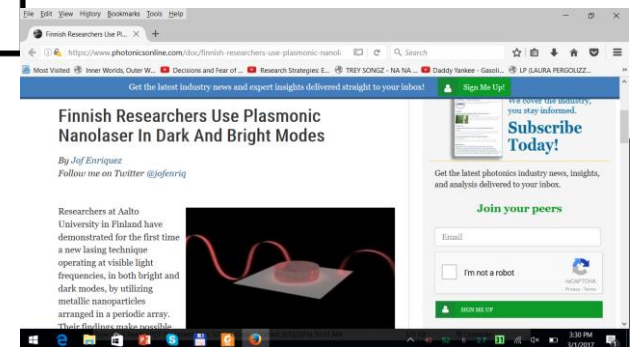 File Edit View History Bookmarks Tools Help
Finnish Researchers Use Pl...
https://www.photonicsonline.com/doc/finnish-researchers-use-plasmonic-nanol.
Search
Most Visited Inner Worlds, Outer W... Decisions and Fear of ... Research Strategies: E... TREY SONGZ - NA NA ... Daddy Yankee - Gasoli... LP (LAURA PERGOLIZZ...
Get the latest industry news and expert insights delivered straight to your inbox! Sign Me Up!
Finnish Researchers Use Plasmonic
Nanolaser In Dark And Bright Modes
By Jof Enriquez
Follow me on Twitter @jofenriq
Researchers at Aalto
University in Finland have
demonstrated for the first time
a new lasing technique
operating at visible light
frequencies, in both bright and
dark modes, by utilizing
metallic nanoparticles
arranged in a periodic array.
Their findings make possible
We cover the industry,
you stay informed.
Subscribe
Today!
Get the latest photonics industry news, insights,
and analysis delivered to your inbox.
Join your peers
Email
I'm not a robot
reCAPTCHA
Privacy - Terms
SIGN ME UP
3:30 PM
3/1/2017